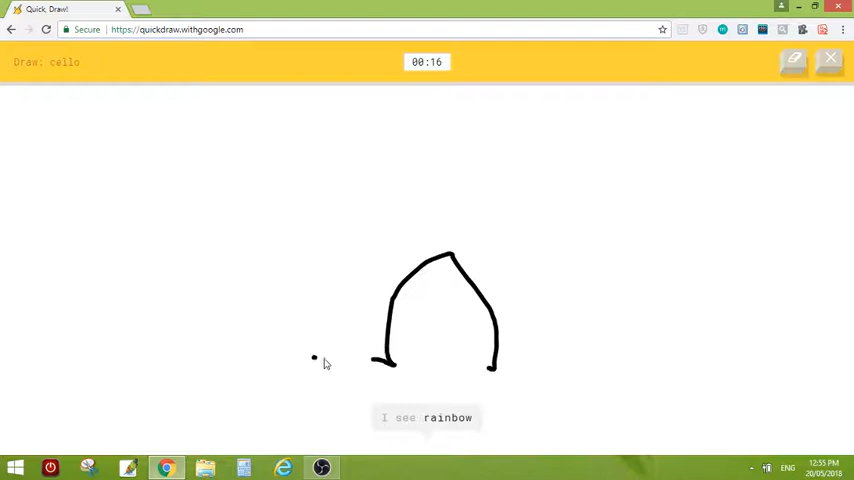 Quick, Draw!
Secure
https://quickdraw.withgoogle.com
Draw: cello
00:16
I see rainbow
ENG
12:55 PM
20/05/2018